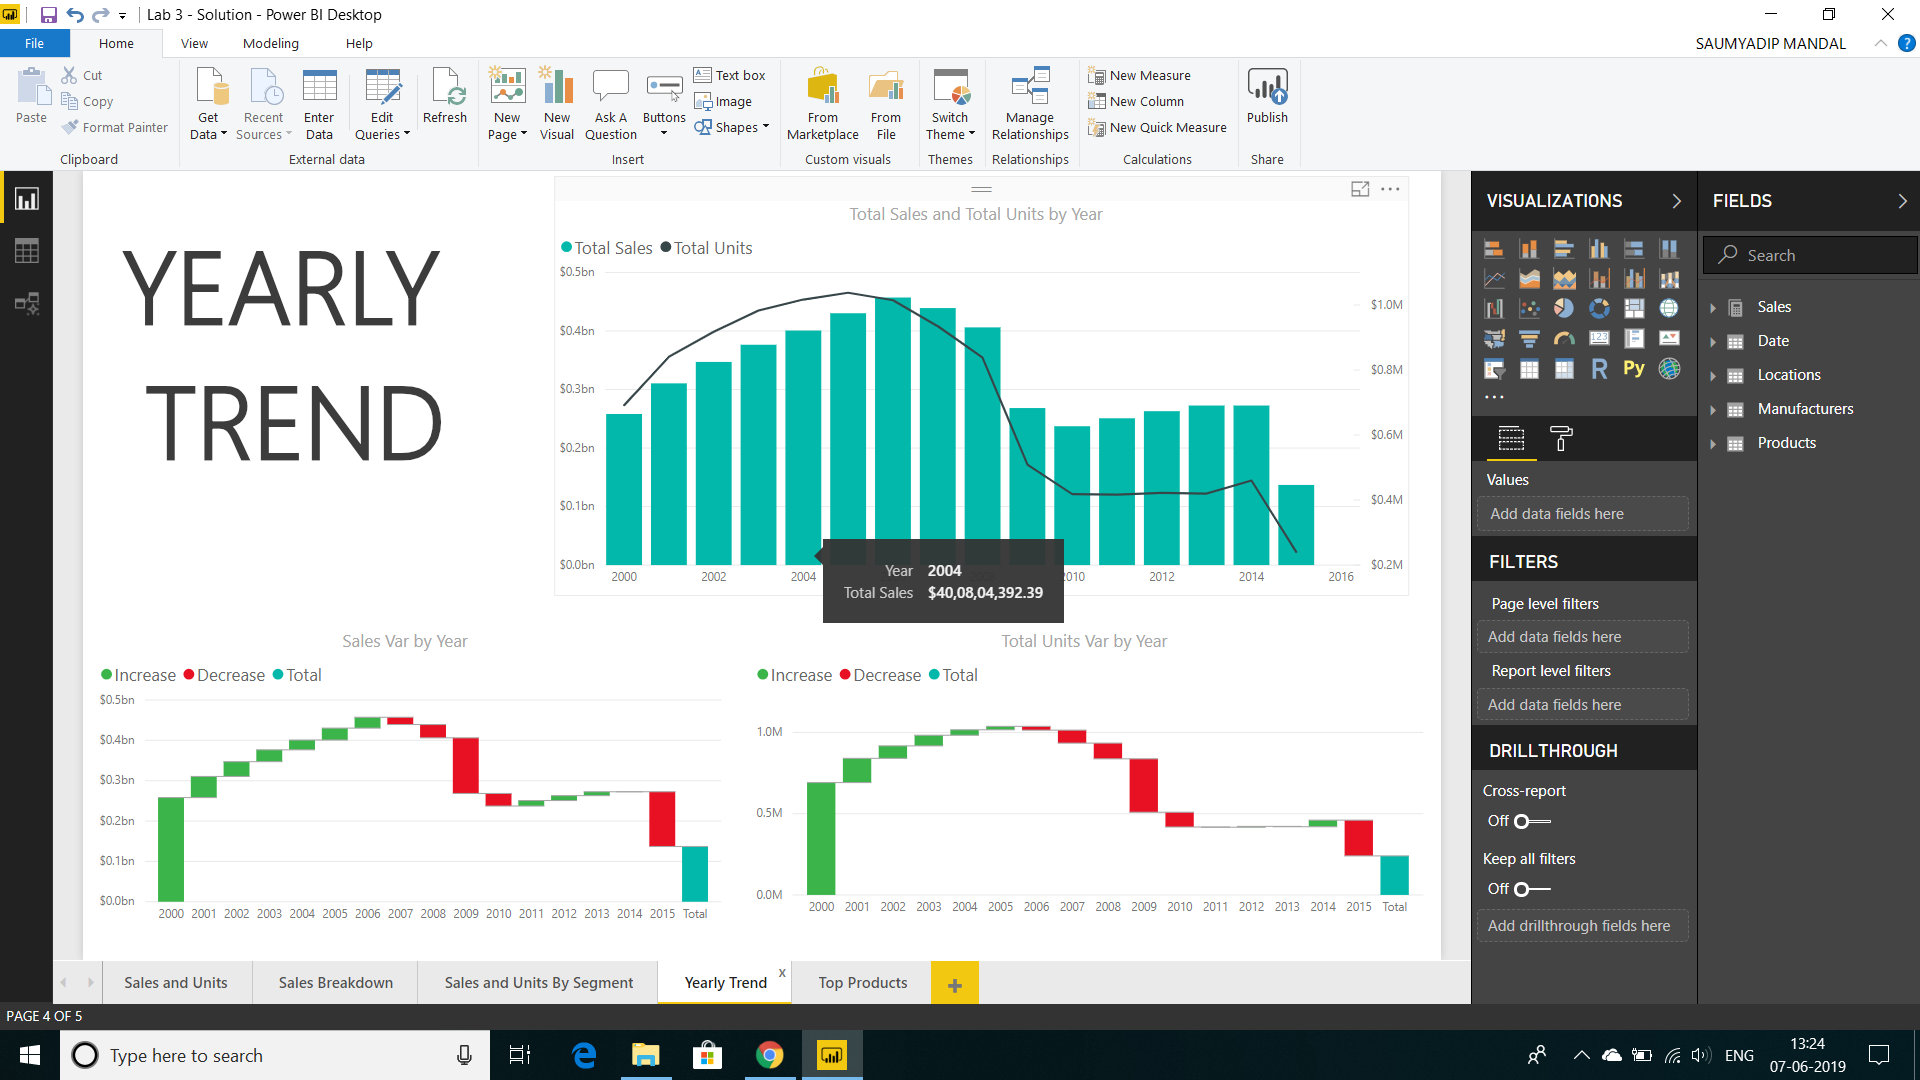 Lab 3 - Solution - Power BI Desktop
File Home View Modeling Help SAUMYADIP MANDAL ?
Paste
Cut
Copy
Format Painter
Clipboard
Get Data
Recent Sources
Enter Data
Edit Queries
Refresh
External data
New Page
New Visual
Ask A Question
Buttons
Text box
Image
Shapes
Insert
From Marketplace
From File
Custom visuals
Switch Theme
Themes
Manage Relationships
Relationships
New Measure
New Column
New Quick Measure
Calculations
Publish
Share
YEARLY
TREND
Total Sales and Total Units by Year
Total Sales Total Units
$0.5bn
$0.4bn
$0.3bn
$0.2bn
$0.1bn
$0.0bn
$1.0M
$0.8M
$0.6M
$0.4M
$0.2M
2000 2002 2004 2010 2012 2014 2016
Year 2004
Total Sales $40,08,04,392.39
Sales Var by Year
Increase Decrease Total
$0.5bn
$0.4bn
$0.3bn
$0.2bn
$0.1bn
$0.0bn
2000 2001 2002 2003 2004 2005 2006 2007 2008 2009 2010 2011 2012 2013 2014 2015 Total
Total Units Var by Year
Increase Decrease Total
1.0M
0.5M
0.0M
2000 2001 2002 2003 2004 2005 2006 2007 2008 2009 2010 2011 2012 2013 2014 2015 Total
VISUALIZATIONS
123
R Py
Values
Add data fields here
FILTERS
Page level filters
Add data fields here
Report level filters
Add data fields here
DRILLTHROUGH
Cross-report
Off
Keep all filters
Off
Add drillthrough fields here
FIELDS
Search
Sales
Date
Locations
Manufacturers
Products
Sales and Units Sales Breakdown Sales and Units By Segment Yearly Trend x Top Products +
PAGE 4 OF 5
Type here to search
ENG
13:24
07-06-2019